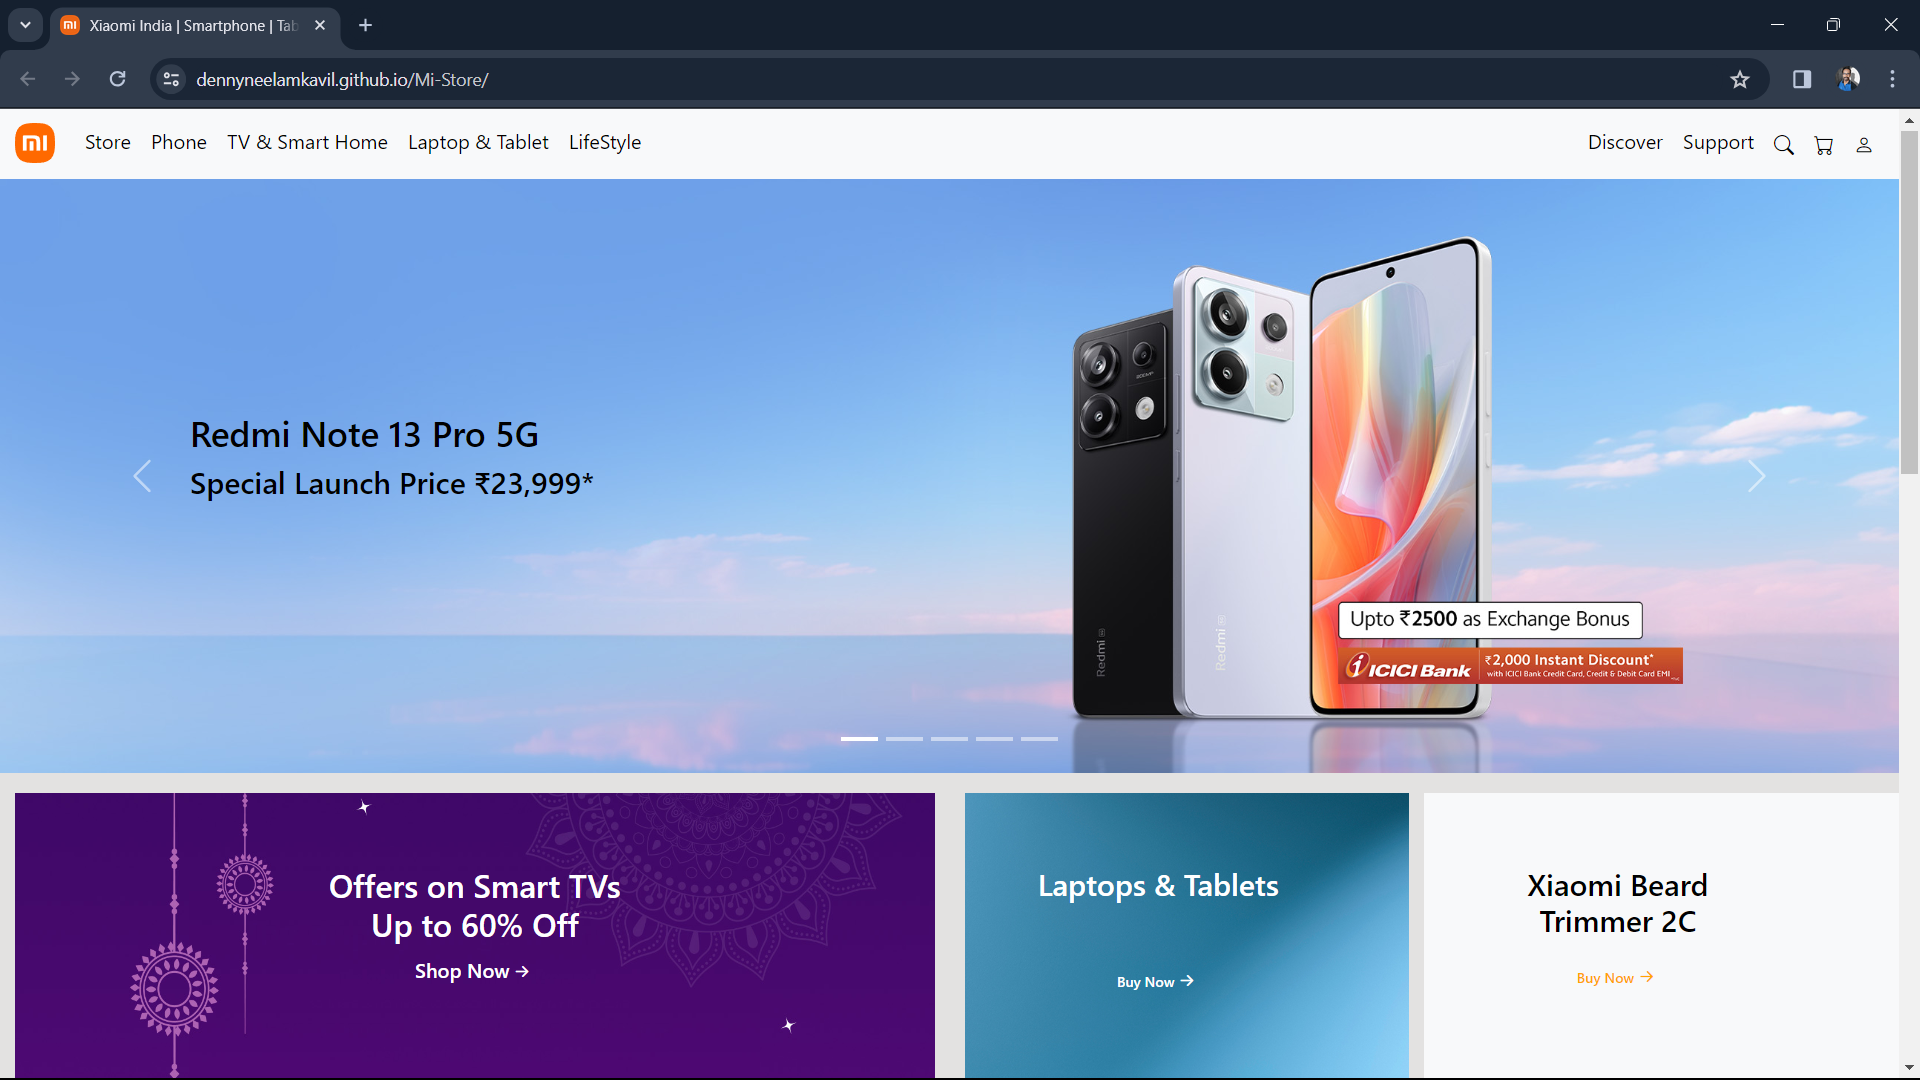 Xiaomi India | Smartphone | Tab
dennyneelamkavil.github.io/Mi-Store/
mi
Store
Phone
TV & Smart Home
Laptop & Tablet
LifeStyle
Discover
Support
200MP
Redmi Note 13 Pro 5G
Special Launch Price ₹23,999*
Redmi
Redmi
Upto ₹2500 as Exchange Bonus
ICICI Bank
₹2,000 Instant Discount*
with ICICI Bank Credit Card, Credit & Debit Card EMI
Offers on Smart TVs
Up to 60% Off
Shop Now
Laptops & Tablets
Buy Now
Xiaomi Beard
Trimmer 2C
Buy Now